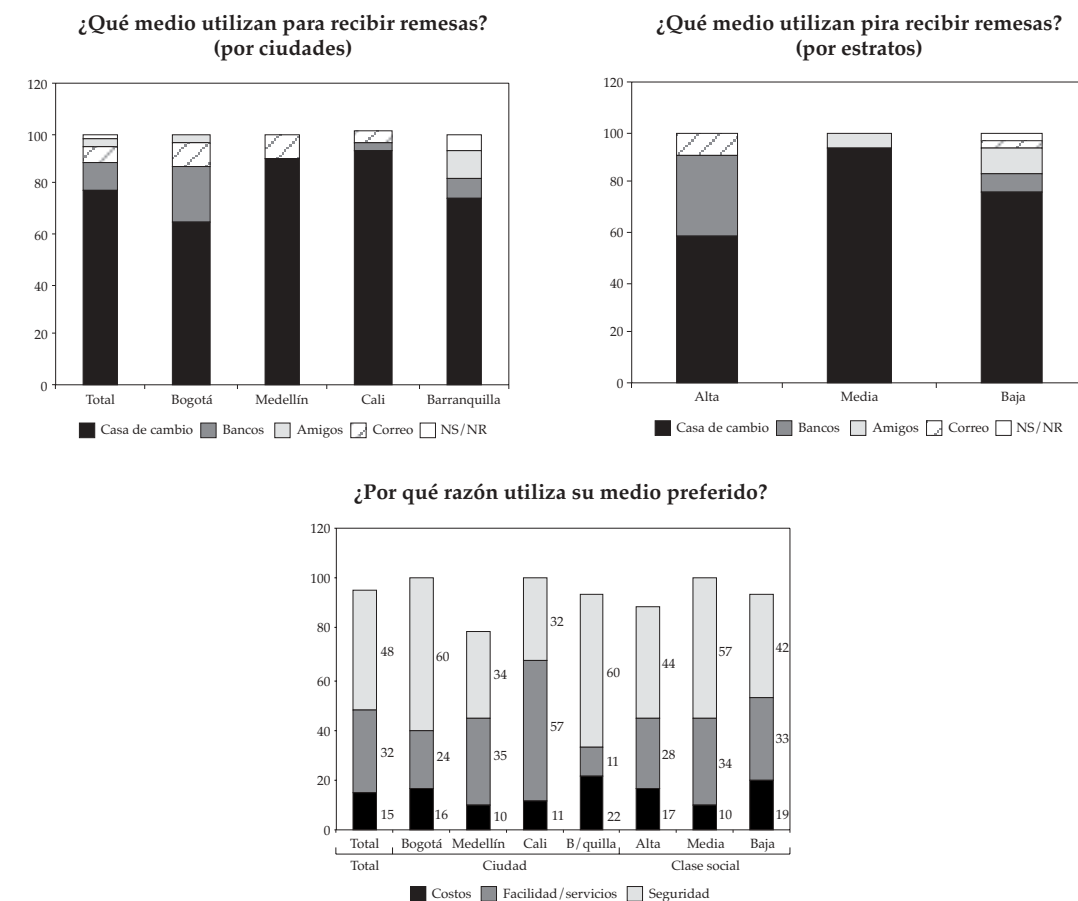 ¿Qué medio utilizan para recibir remesas?
(por ciudades)
120
100
80
60
40
20
0
Total Bogotá Medellín Cali Barranquilla
Casa de cambio Bancos Amigos Correo NS/NR
¿Qué medio utilizan pira recibir remesas?
(por estratos)
120
100
80
60
40
20
0
Alta Media Baja
Casa de cambio Bancos Amigos Correo NS/NR
¿Por qué razón utiliza su medio preferido?
120
100
80
60
40
20
0
48 60 34 32 60 44 57 42
32 24 35 57 11 28 34 33
15 16 10 11 22 17 10 19
Total Bogotá Medellín Cali B/quilla Alta Media Baja
Total Ciudad Clase social
Costos Facilidad/servicios Seguridad